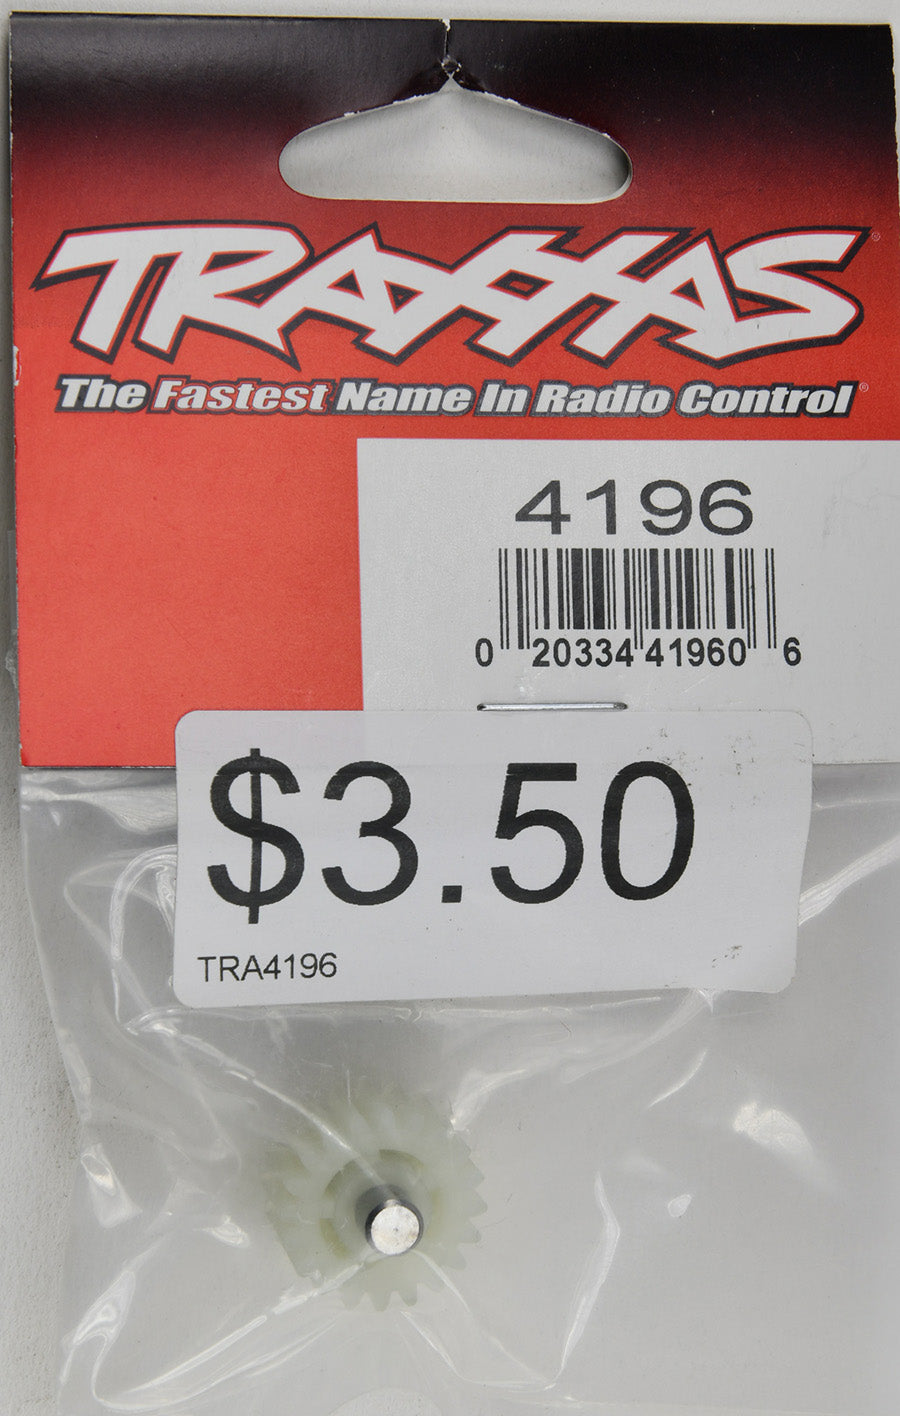 TRAXXAS®
The Fastest Name In Radio Control®
4196
0 20334 41960 6
$3.50
TRA4196